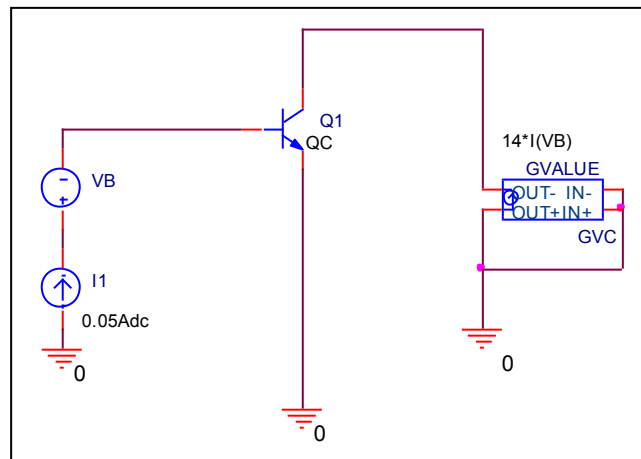 Q1
QC
14*I(VB)
GVALUE
OUT- IN-
OUT+IN+
GVC
-
VB
+
-
I1
0.05Adc
0
0
0